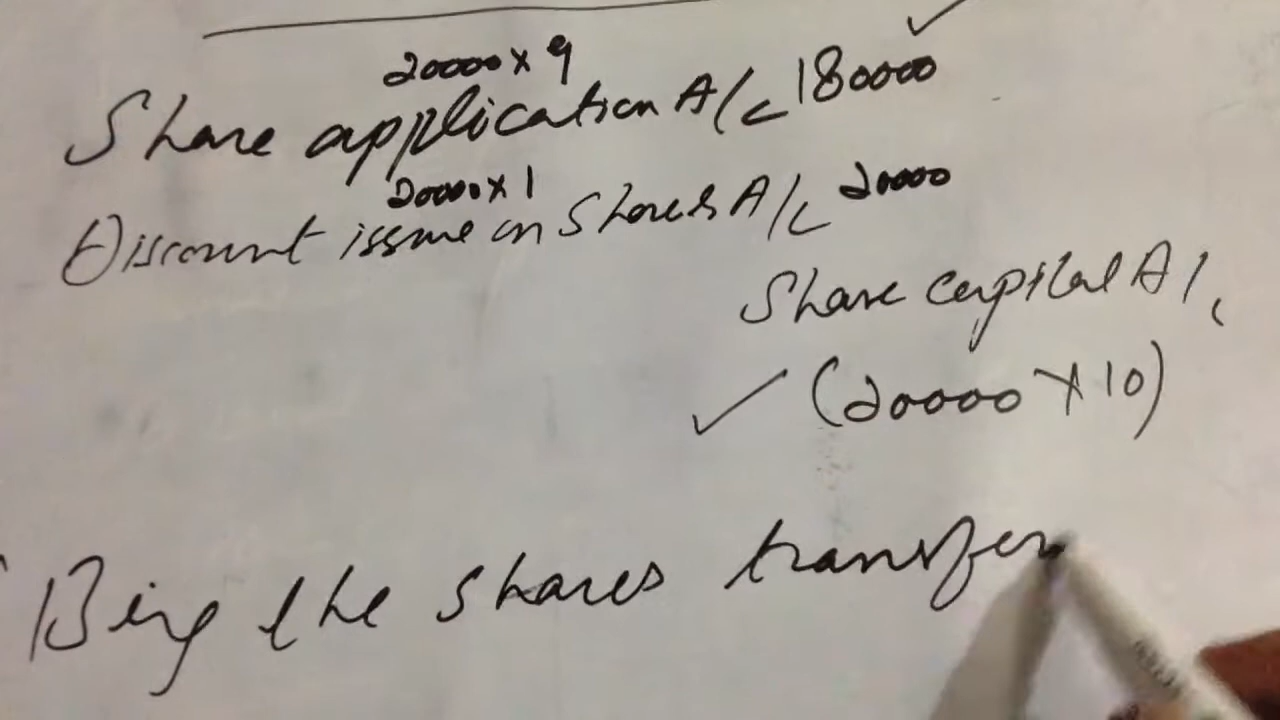 20000 x 9
Share application A/c 180000
20000 x 1
Discount issue on Shares A/c 20000
Share capital A/c
(20000 x 10)
Being the shares transfer